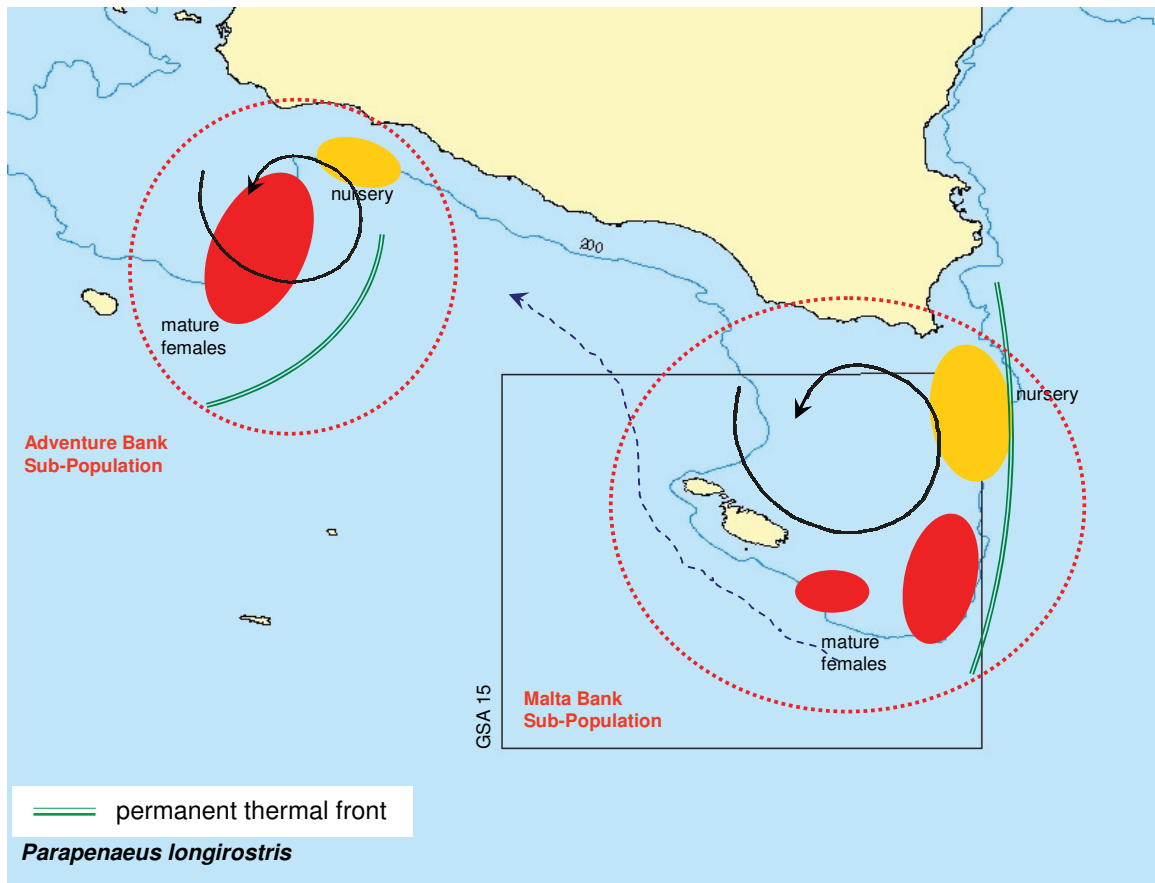 nursery
200
mature
females
Adventure Bank
Sub-Population
nursery
mature
females
GSA 15
Malta Bank
Sub-Population
permanent thermal front
Parapenaeus longirostris